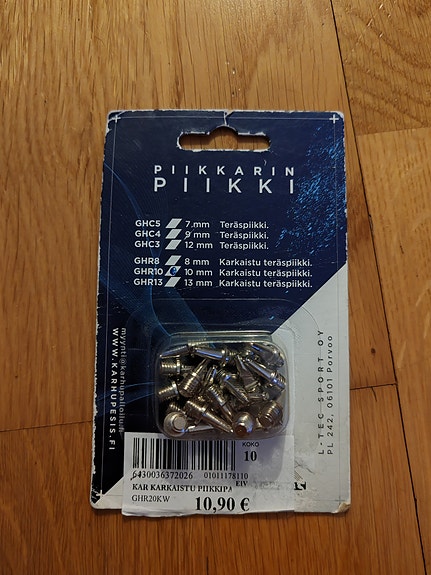 PIIKKARIN
PIIKKI
GHC5 7 mm Teräspiikki.
GHC4 9 mm Teräspiikki.
GHC3 12 mm Teräspiikki.
GHR8 8 mm Karkaistu teräspiikki.
GHR10 10 mm Karkaistu teräspiikki.
GHR13 13 mm Karkaistu teräspiikki.
WWW.KARHUPESIS.FI
L-TEC SPORT OY
PL 242, 06101 Porvoo
KOKO
10
6430036372026 01011178110
EIV
KAR KARKAISTU PIIKKIPA
GHR20KW
10,90 €